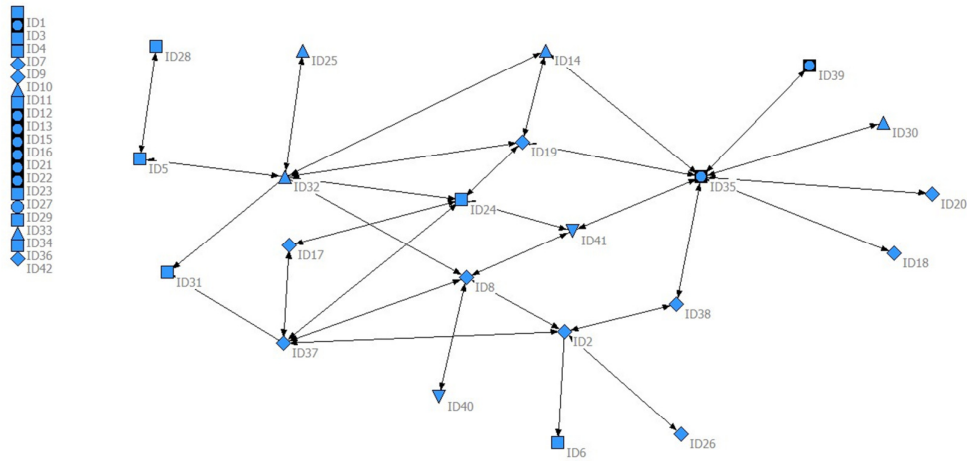 ID1
ID3
ID4
ID7
ID9
ID10
ID11
ID12
ID13
ID15
ID16
ID21
ID22
ID23
ID27
ID29
ID33
ID34
ID36
ID42
ID28
ID25
ID14
ID39
ID30
ID19
ID5
ID32
ID35
ID20
ID24
ID41
ID17
ID18
ID31
ID8
ID38
ID37
ID2
ID40
ID6
ID26